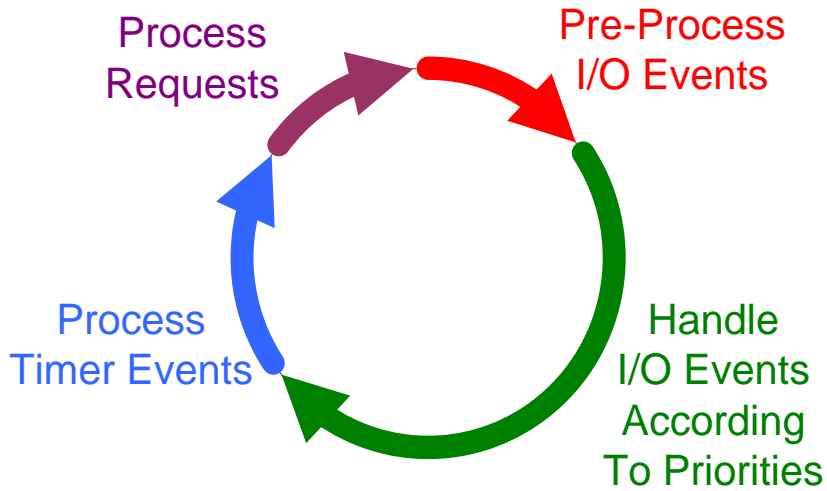 Process
Requests
Pre-Process
I/O Events
Process
Timer Events
Handle
I/O Events
According
To Priorities